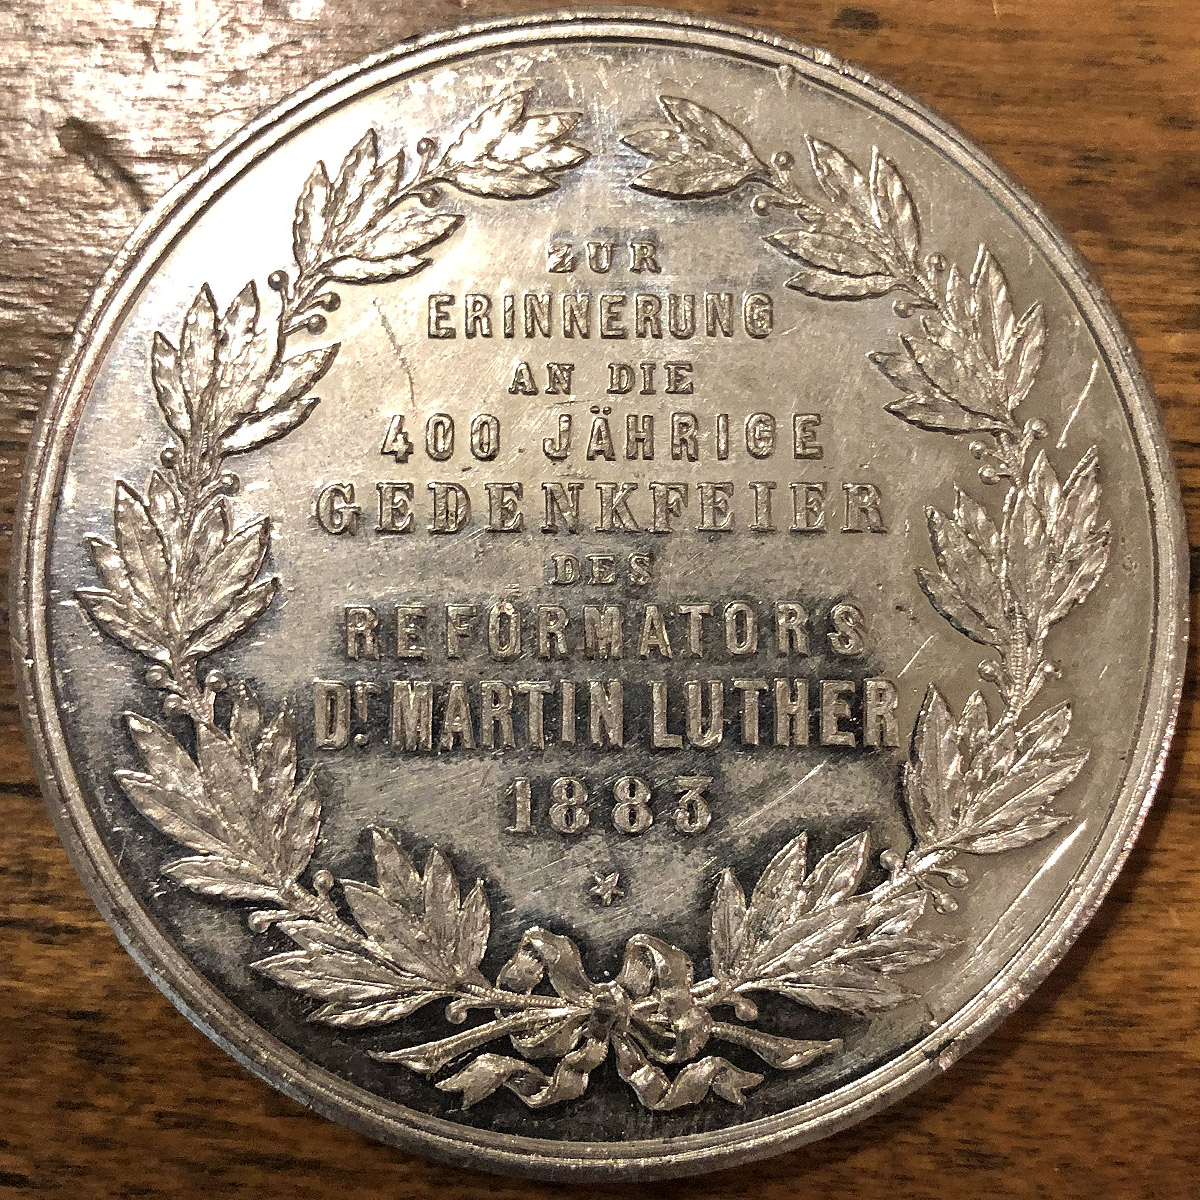 ZUR
ERINNERUNG
AN DIE
400 JÄHRIGE
GEDENKFEIER
DES
REFORMATORS
Dr. MARTIN LUTHER
1883